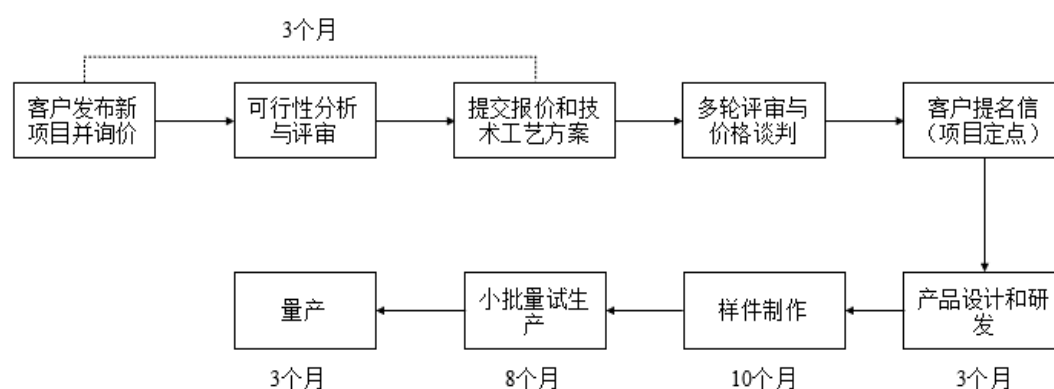 3个月
客户发布新
项目并询价
可行性分析
与评审
提交报价和技
术工艺方案
多轮评审与
价格谈判
客户提名信
（项目定点）
量产
小批量试生
产
样件制作
产品设计和研
发
3个月
8个月
10个月
3个月